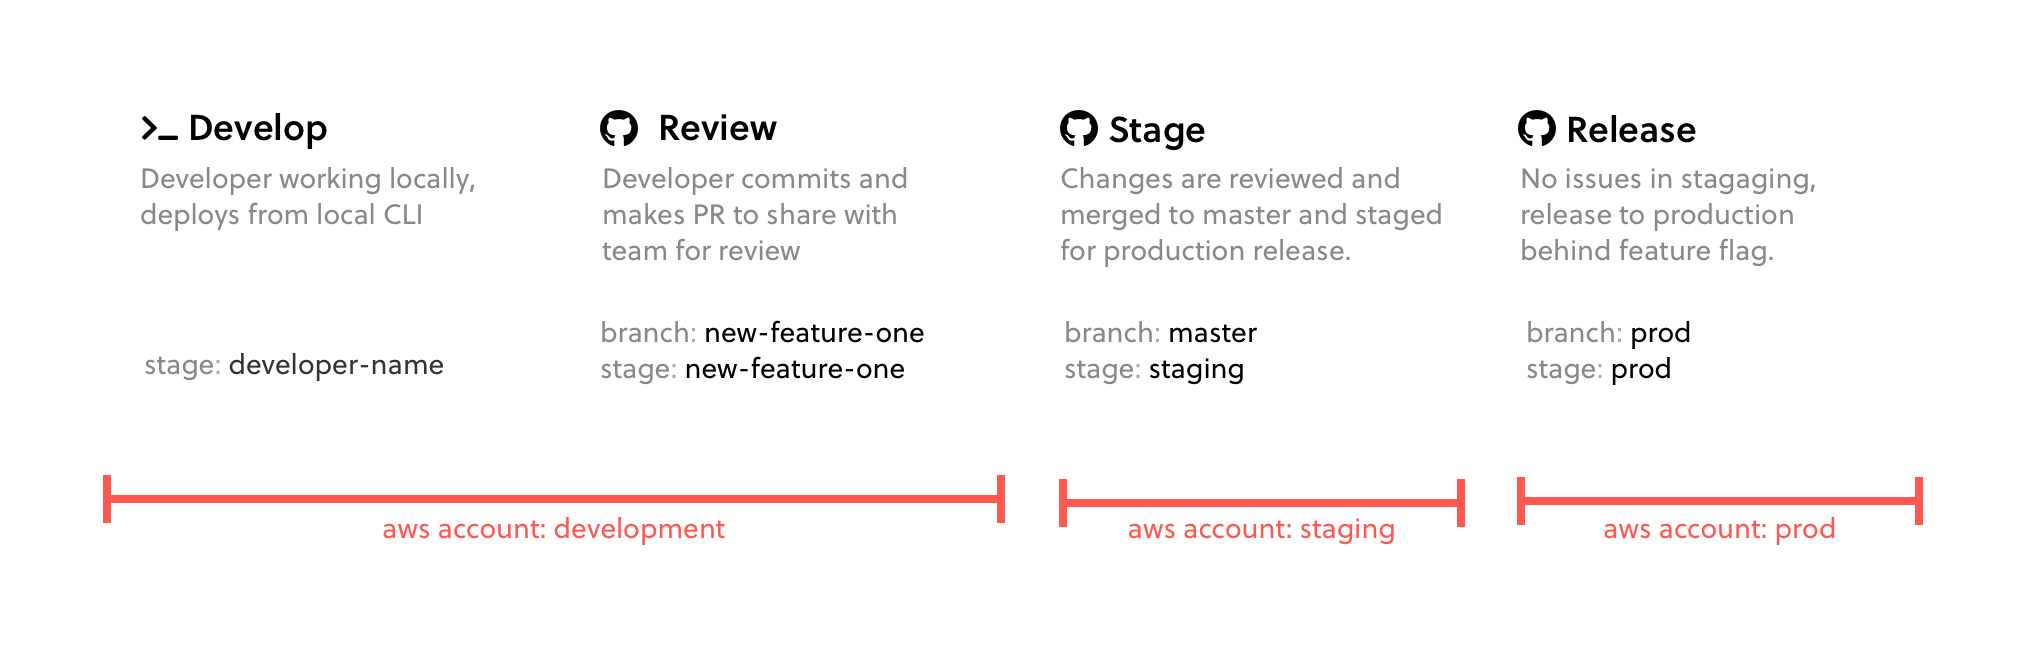 Develop
Developer working locally,
deploys from local CLI
stage: developer-name
Review
Developer commits and
makes PR to share with
team for review
branch: new-feature-one
stage: new-feature-one
Stage
Changes are reviewed and
merged to master and staged
for production release.
branch: master
stage: staging
Release
No issues in stagaging,
release to production
behind feature flag.
branch: prod
stage: prod
aws account: development
aws account: staging
aws account: prod